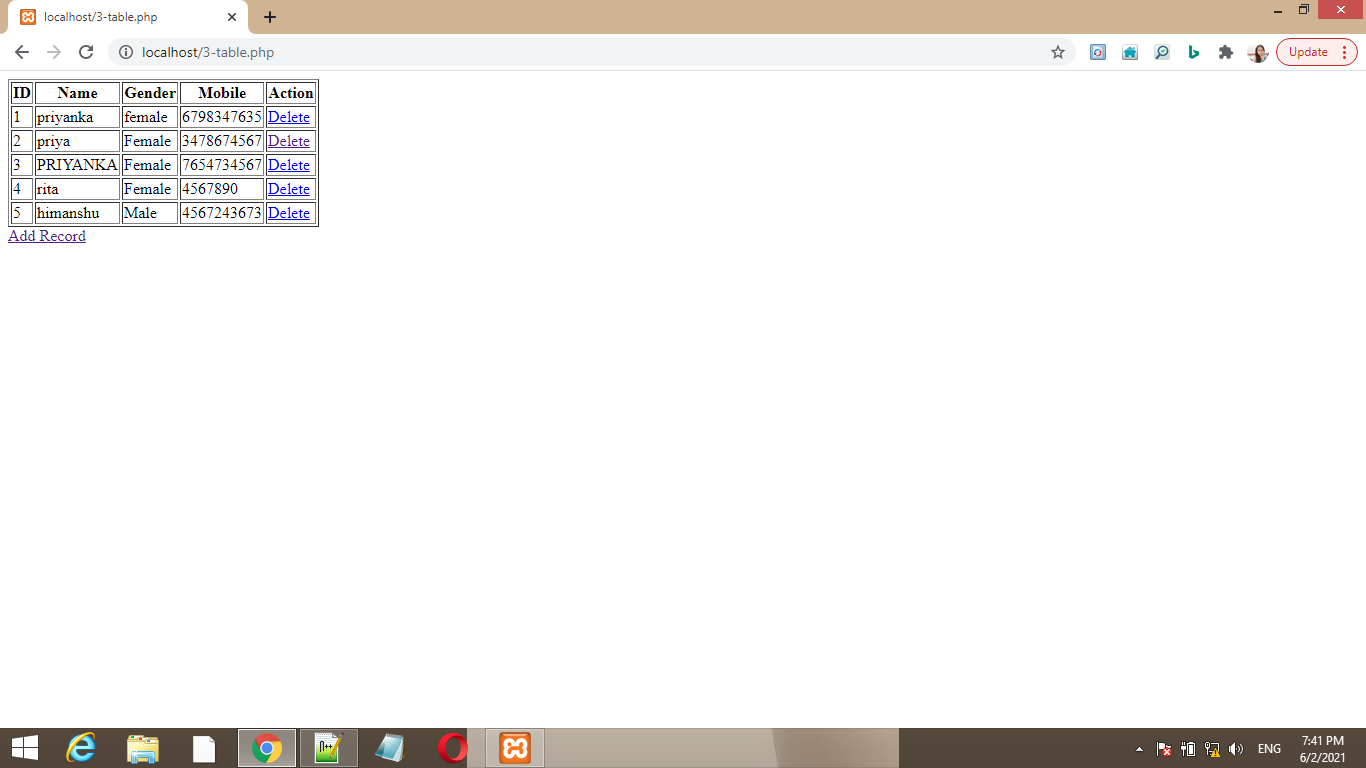 localhost/3-table.php
localhost/3-table.php
Update
ID Name Gender Mobile Action
1 priyanka female 6798347635 Delete
2 priya Female 3478674567 Delete
3 PRIYANKA Female 7654734567 Delete
4 rita Female 4567890 Delete
5 himanshu Male 4567243673 Delete
Add Record
ENG
7:41 PM
6/2/2021